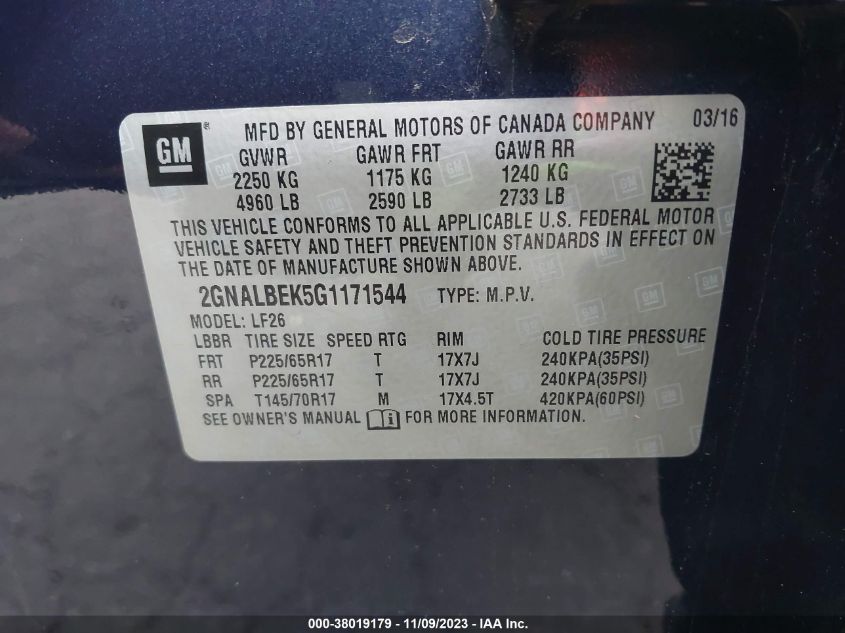 GM ® MFD BY GENERAL MOTORS OF CANADA COMPANY 03/16
GVWR GAWR FRT GAWR RR
2250 KG 1175 KG 1240 KG
4960 LB 2590 LB 2733 LB
THIS VEHICLE CONFORMS TO ALL APPLICABLE U.S. FEDERAL MOTOR
VEHICLE SAFETY AND THEFT PREVENTION STANDARDS IN EFFECT ON
THE DATE OF MANUFACTURE SHOWN ABOVE.
2GNALBEK5G1171544 TYPE: M.P.V.
MODEL: LF26
LBBR TIRE SIZE SPEED RTG RIM COLD TIRE PRESSURE
FRT P225/65R17 T 17X7J 240KPA(35PSI)
RR P225/65R17 T 17X7J 240KPA(35PSI)
SPA T145/70R17 M 17X4.5T 420KPA(60PSI)
SEE OWNER'S MANUAL i FOR MORE INFORMATION.
000-38019179 - 11/09/2023 - IAA Inc.